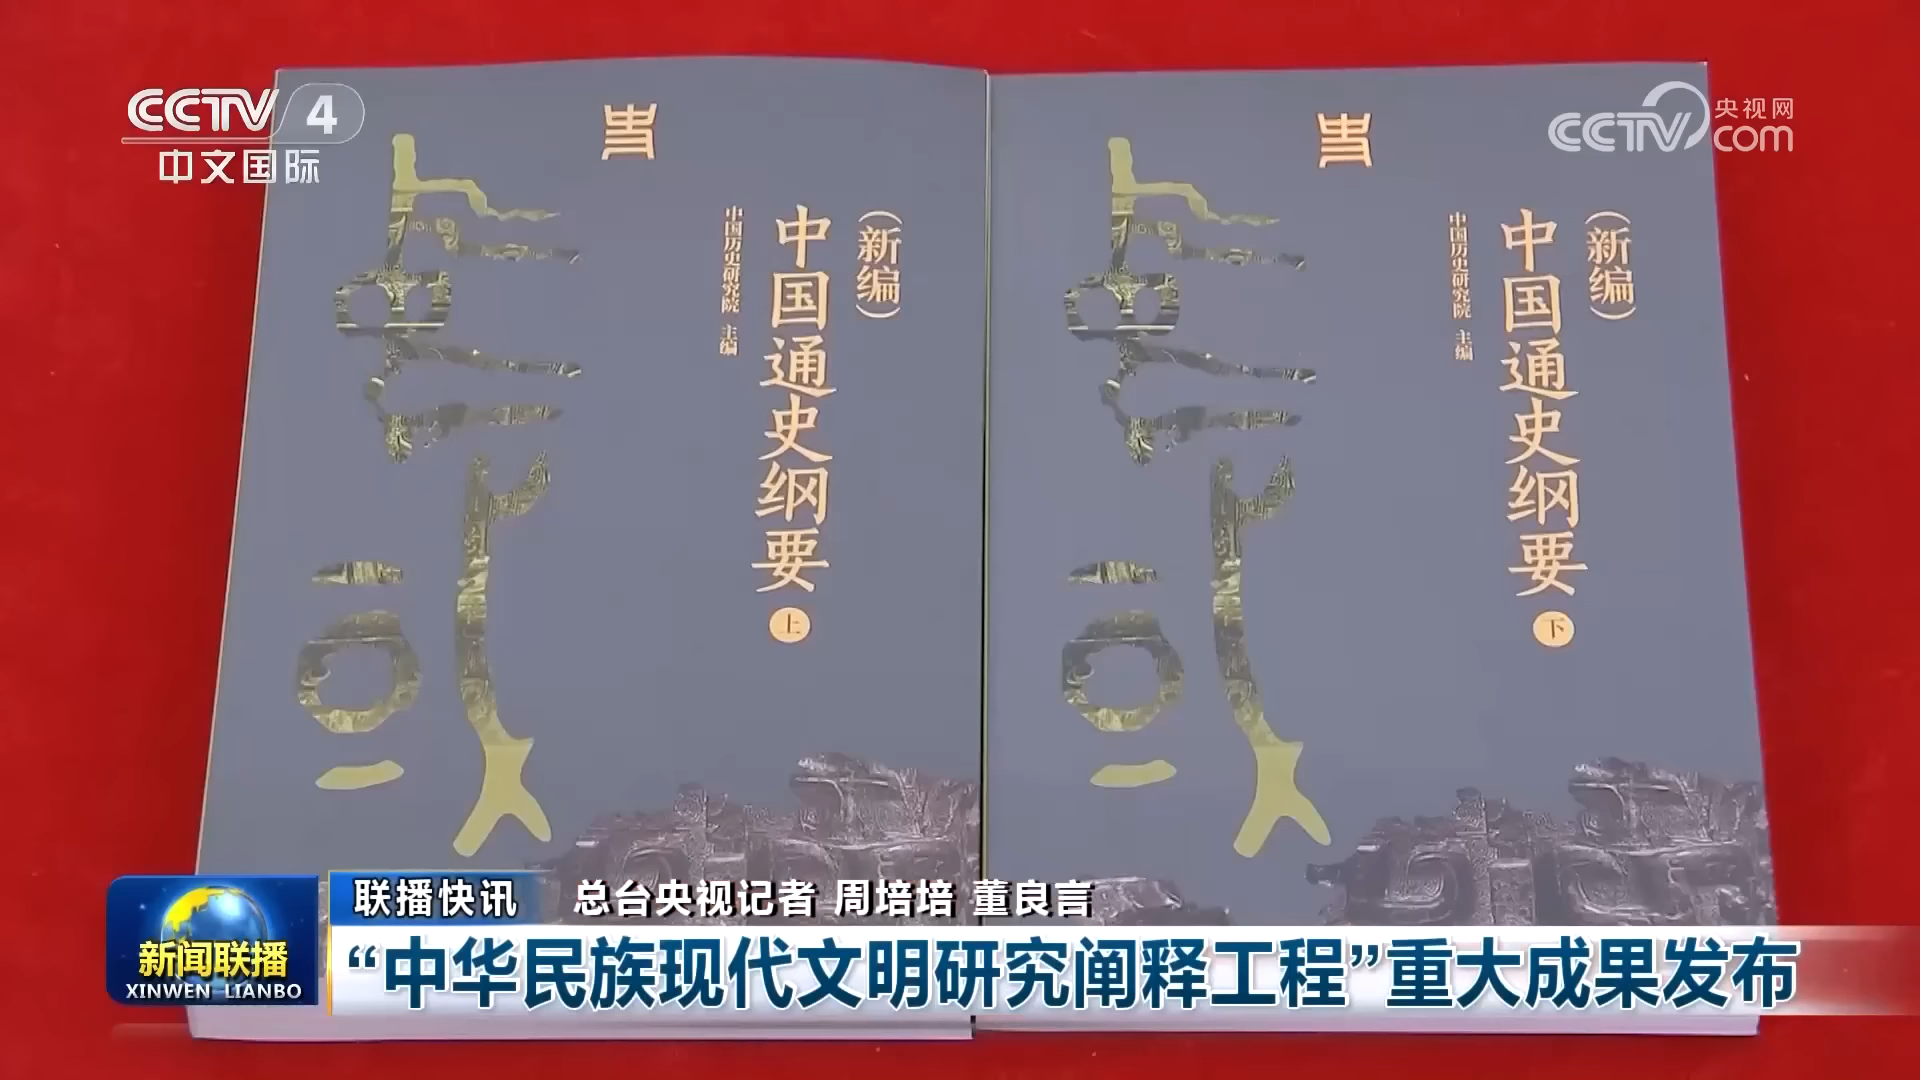 CCTV 4
中文国际
央视网
CCTV com
史
(新编)
中国通史纲要
上
中国历史研究院 主编
史
(新编)
中国通史纲要
下
中国历史研究院 主编
联播快讯 总台央视记者 周培培 董良言
新闻联播
XINWEN LIANBO
“中华民族现代文明研究阐释工程”重大成果发布